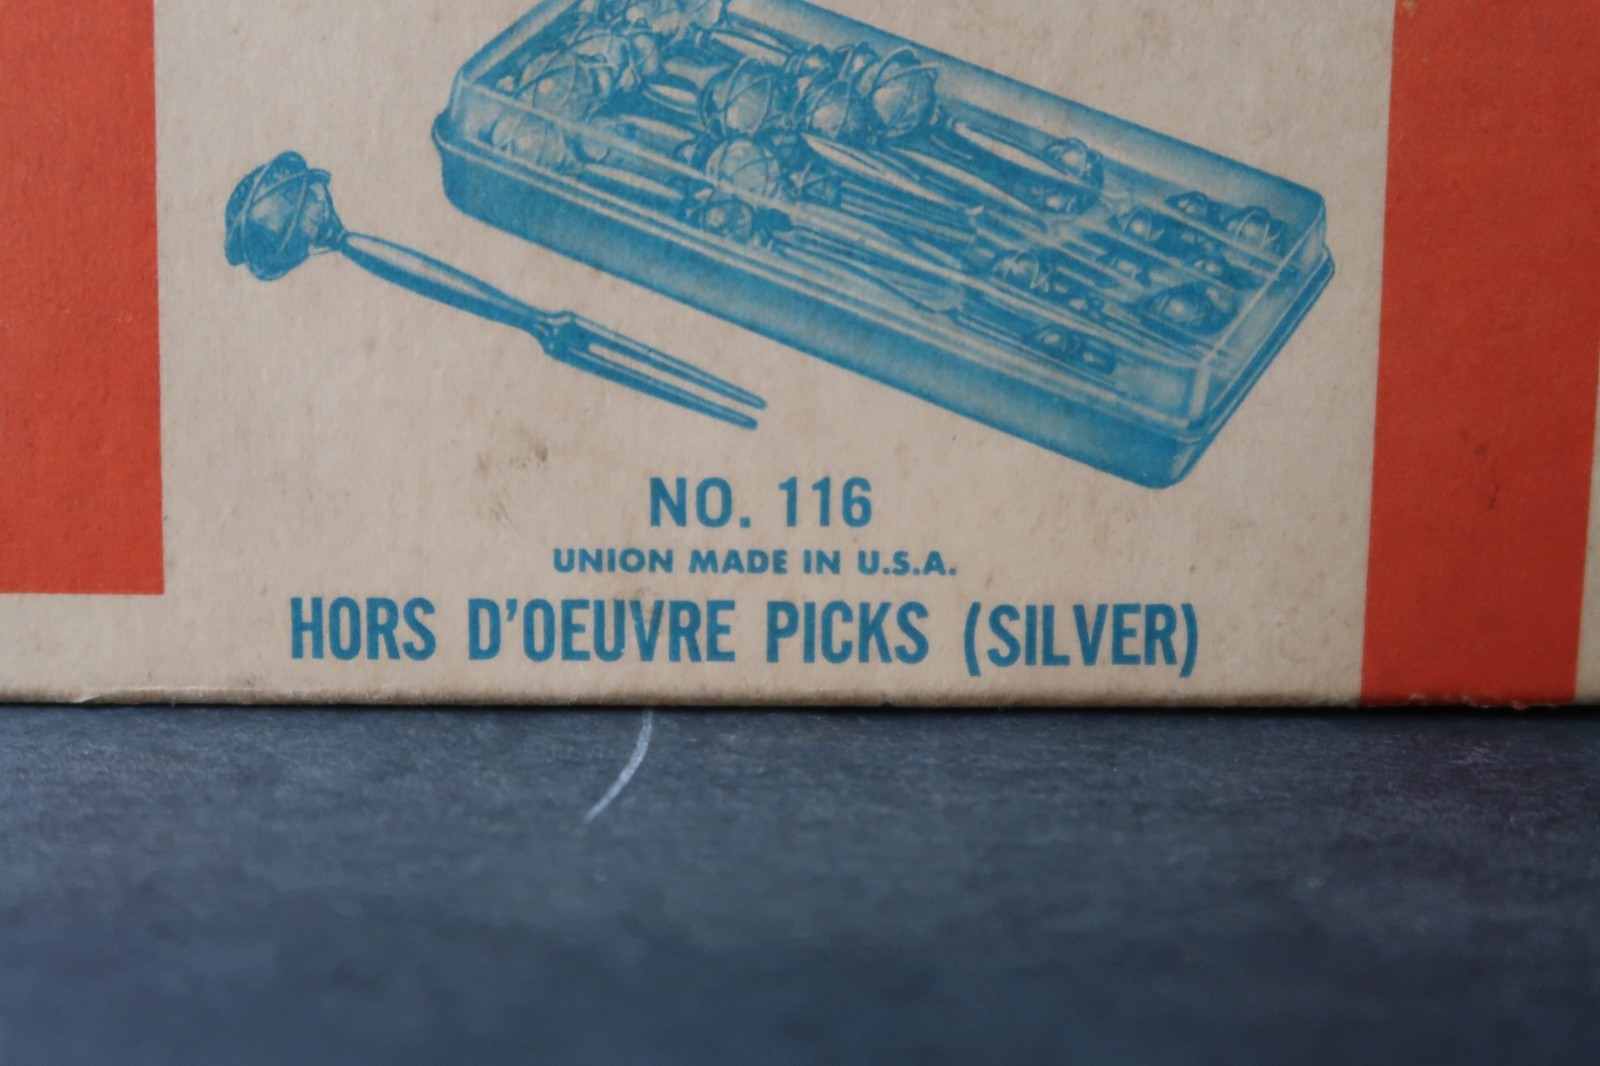 NO. 116
UNION MADE IN U.S.A.
HORS D'OEUVRE PICKS (SILVER)